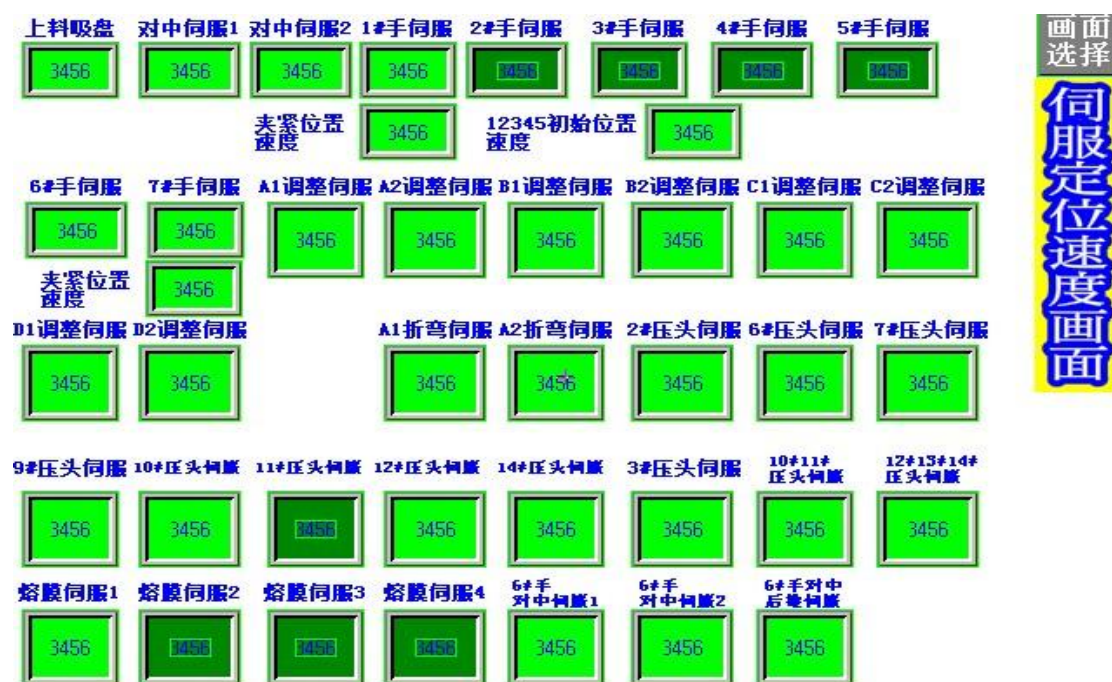 上料吸盘 对中伺服1 对中伺服2 1#手伺服 2#手伺服 3#手伺服 4#手伺服 5#手伺服
3456 3456 3456 3456 3456 3456 3456 3456
夹紧位置
速度
3456
12345初始位置
速度
3456
6#手伺服 7#手伺服 A1调整伺服 A2调整伺服 B1调整伺服 B2调整伺服 C1调整伺服 C2调整伺服
3456 3456 3456 3456 3456 3456 3456 3456
夹紧位置
速度
3456
D1调整伺服 D2调整伺服 A1折弯伺服 A2折弯伺服 2#压头伺服 6#压头伺服 7#压头伺服
3456 3456 3456 3456 3456 3456 3456
9#压头伺服 10#压头伺服 11#压头伺服 12#压头伺服 14#压头伺服 3#压头伺服
10#11#
压头伺服
12#13#14#
压头伺服
3456 3456 3456 3456 3456 3456 3456 3456
熔膜伺服1 熔膜伺服2 熔膜伺服3 熔膜伺服4
6#手
对中伺服1
6#手
对中伺服2
6#手对中
后伺服
3456 3456 3456 3456 3456 3456 3456
画面
选择
伺服定位速度画面